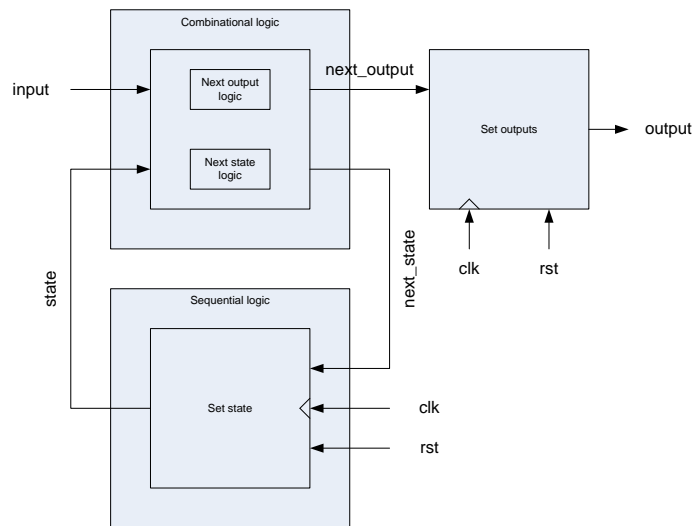 Combinational logic
input
Next output
logic
next_output
Set outputs
output
Next state
logic
clk
rst
state
next_state
Sequential logic
Set state
clk
rst